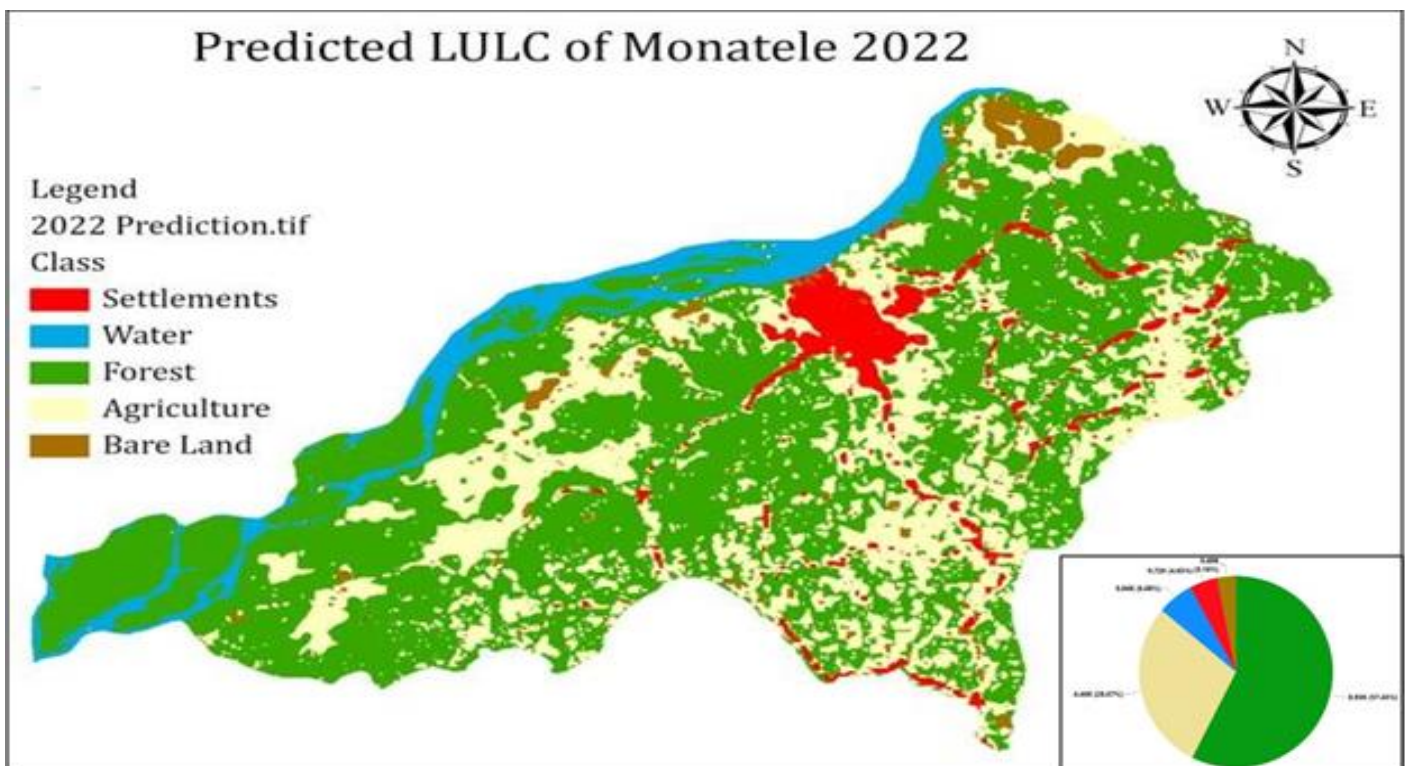 Predicted LULC of Monatele 2022
N
W
E
S
Legend
2022 Prediction.tif
Class
Settlements
Water
Forest
Agriculture
Bare Land